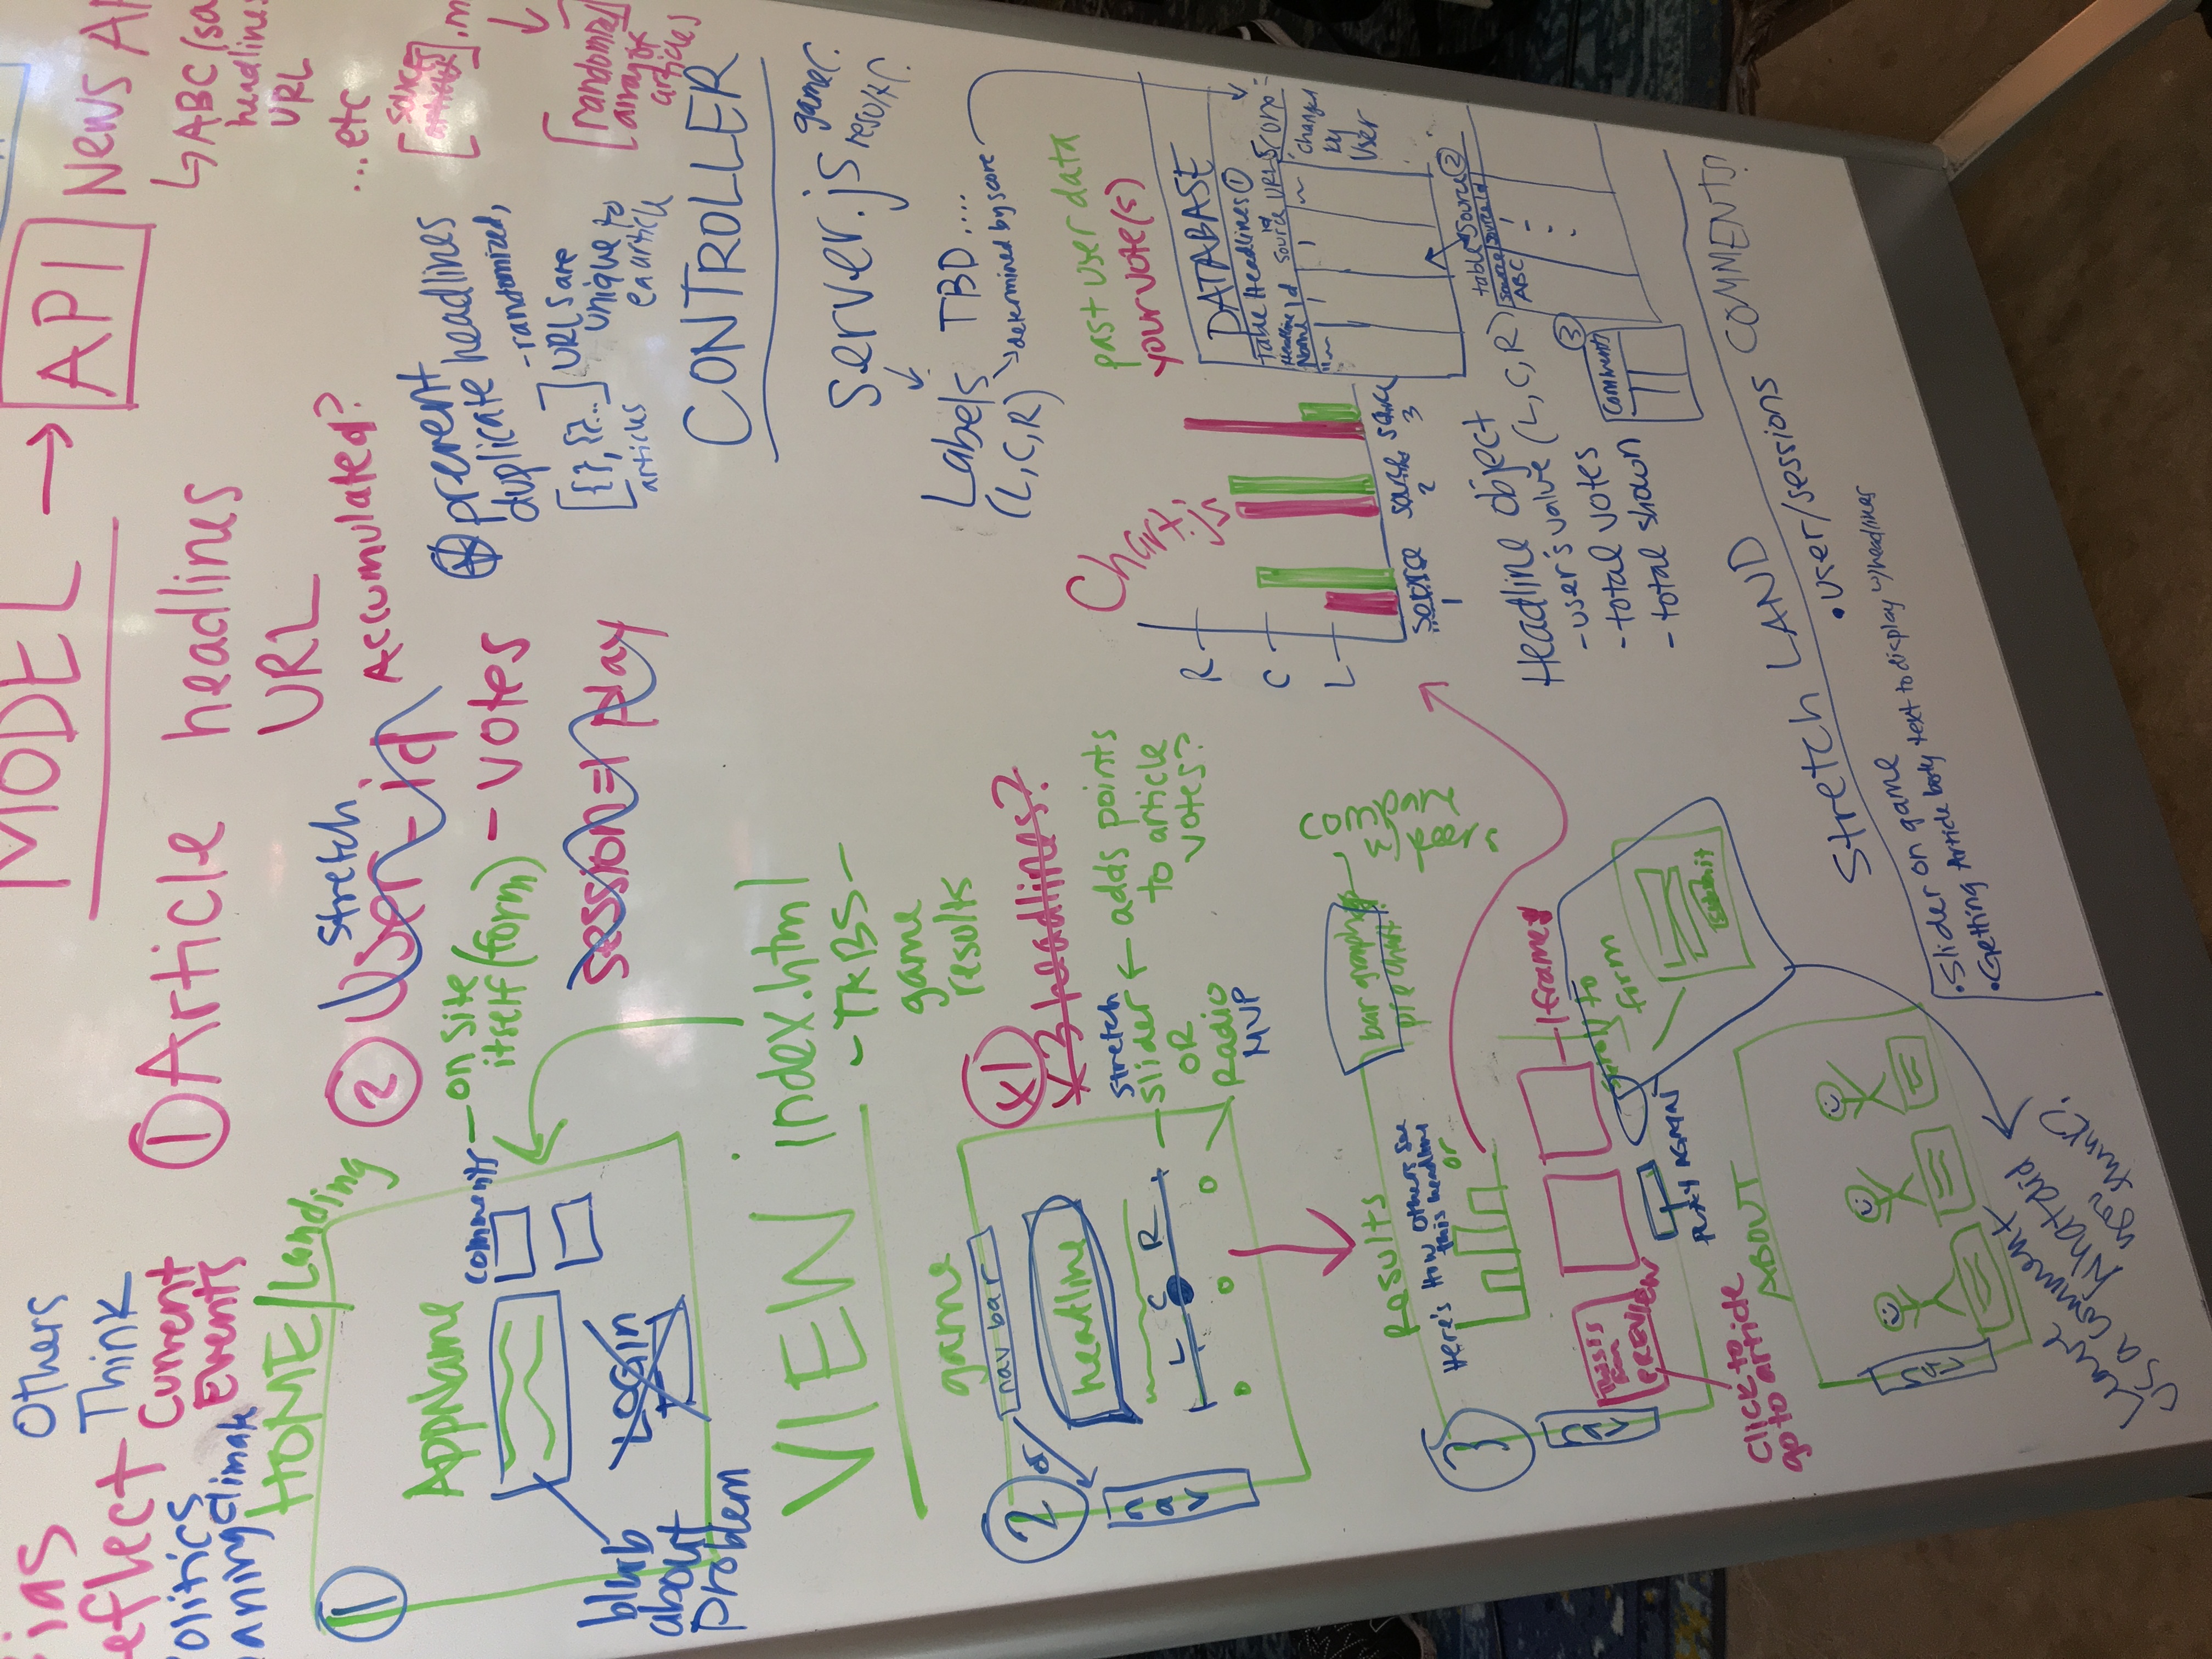 ias
eflect
olitics
aning
Others
Think
Current
Events
Climate
MODEL → API
News AP
↳ ABC (sa
headlines
URL
...etc
① Article headlines
URL
② User-id
Stretch
Accumulated?
- votes
session=1 play
prevent
duplicate headlines
- randomized,
URLs are
unique to
ea article
[{},{}...]
articles
source
articles
.m
[randomized
array of
articles
HOME/Landing
1
AppName
comments
- on site
itself (form)
blurb
about
Problem
LOGIN
VIEW
index.html
- TABS -
game
results
game
2
nav bar
or
nav
headline
L C R
x1
x3 headlines?
Stretch
slider ← adds points
to article
votes?
OR
Radio
MVP
Results
3
Here's How Others See
this headline
or
bar graph
pie chart?
compare
w/ peers
nav
This is
PREVIEW
Iframes
PLAY AGAIN
scroll to
form
Submit
Click to
go to article
ABOUT
nav
Leave
us a comment
What did
you
think?
CONTROLLER
server.js
game(.
result(.
Labels TBD ....
(L, C, R)
determined by score
Chart.js
past user data
your vote(s)
R
C
L
source
1
source
2
source
3
DATABASE
Table Headlines ①
Headline
Name
Id
Source
Id
URLs
Score
changed
by
User
table Source ②
Source
Source Id
ABC
1
③
Comments
Headline object
- user's value (L, C, R)
- total votes
- total shown
Stretch LAND
• user/sessions
COMMENTS?
• Slider on game
• Getting Article body text to display w/headlines